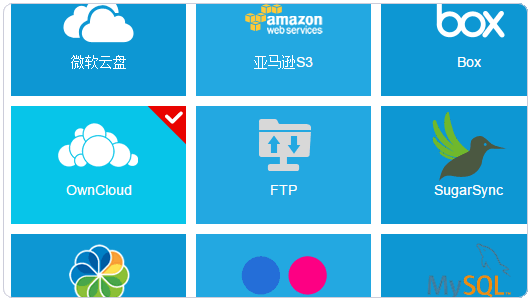 amazon
web services
box
微软云盘
亚马逊S3
Box
OwnCloud
FTP
SugarSync
MySQL